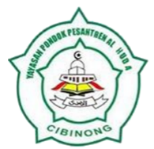 YAYASAN PONDOK PESANTREN AL HUDA
CIBINONG